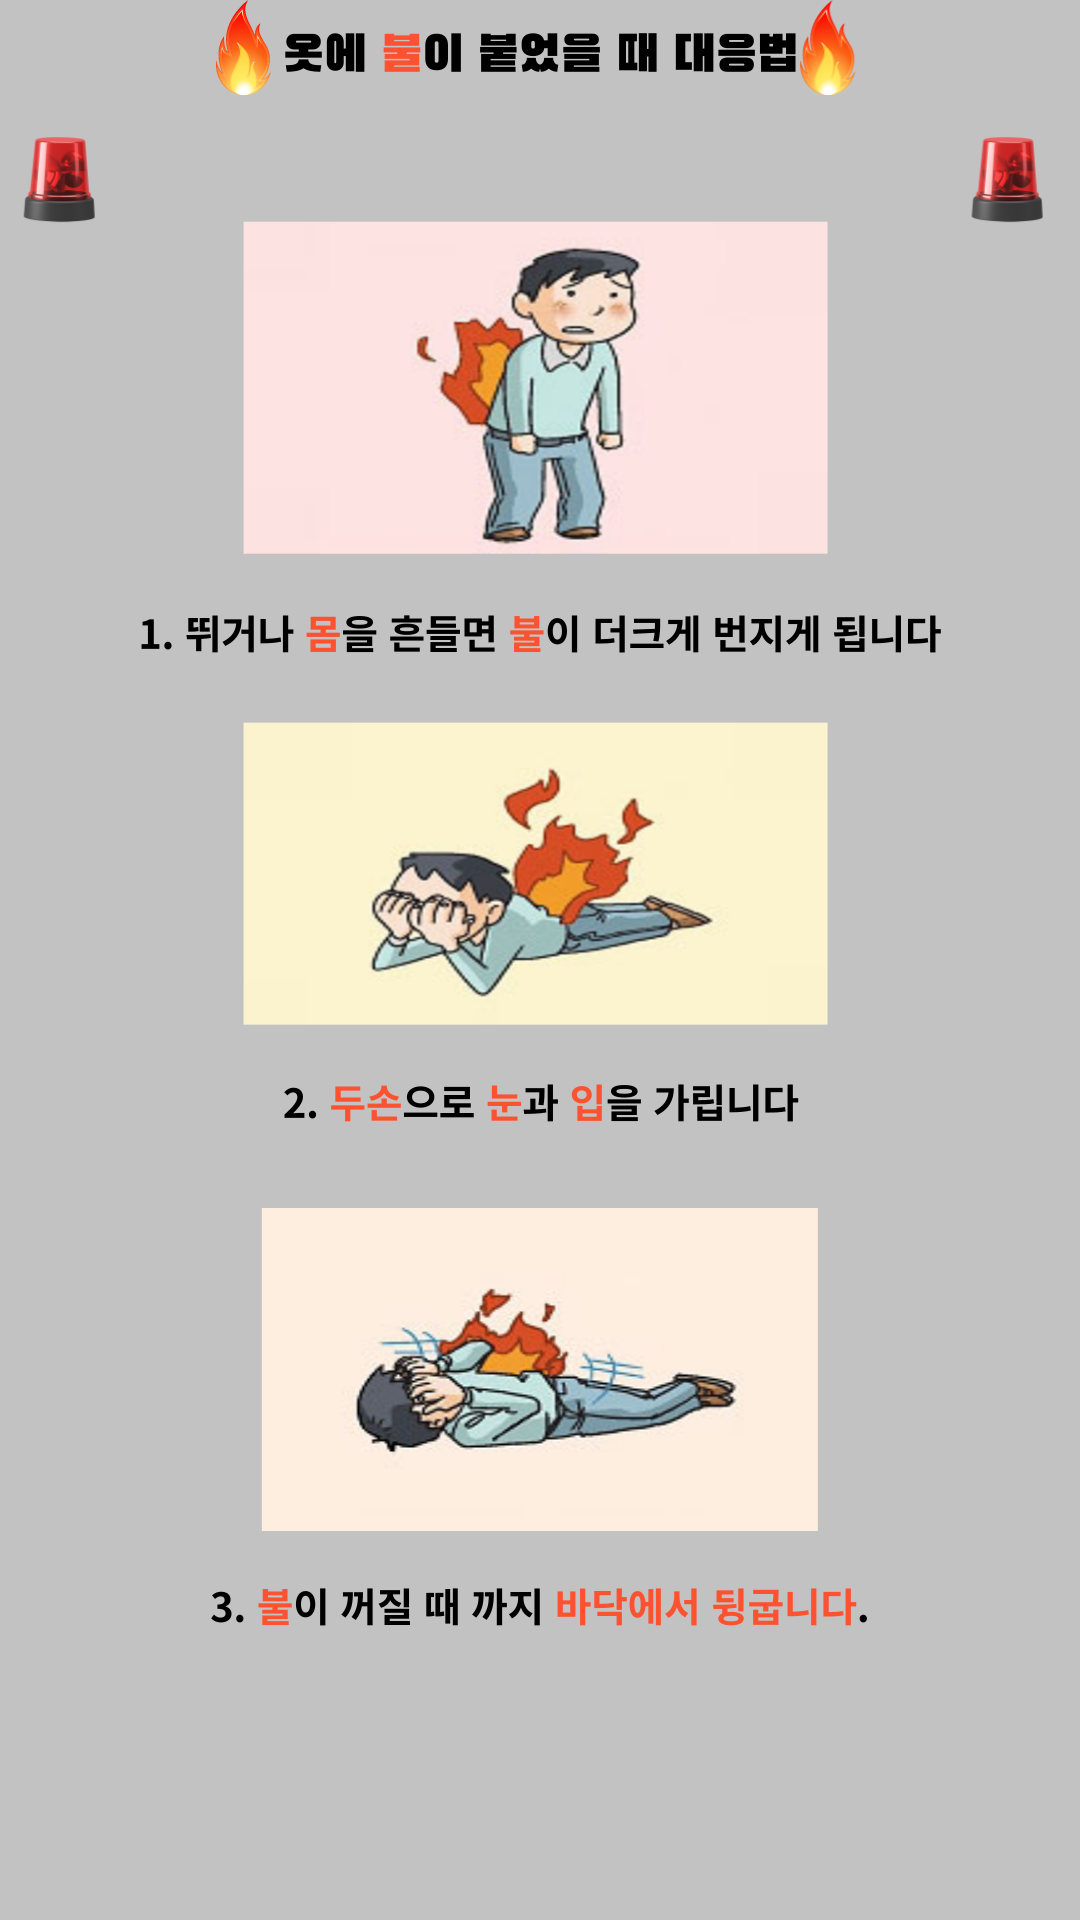 옷에 불이 붙었을 때 대응법
1. 뛰거나 몸을 흔들면 불이 더크게 번지게 됩니다
2. 두손으로 눈과 입을 가립니다
3. 불이 꺼질 때 까지 바닥에서 뒹굽니다.